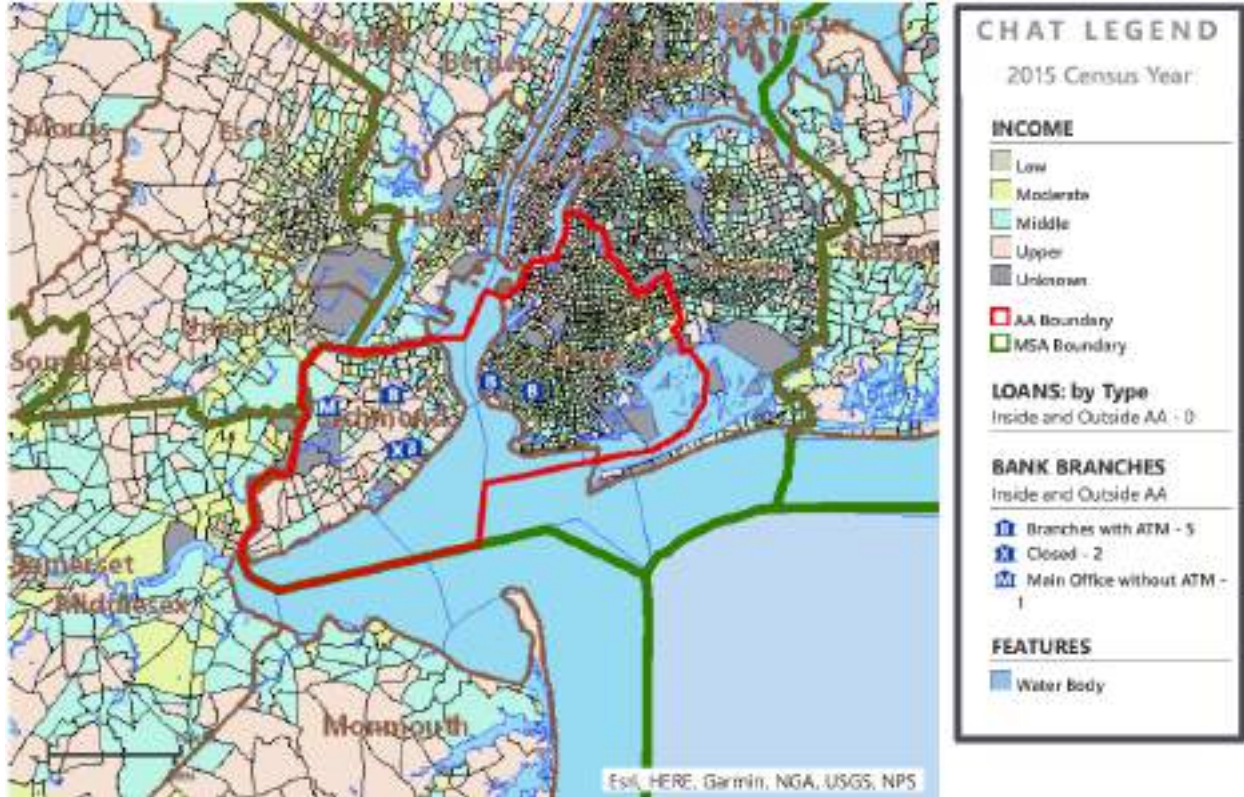 CHAT LEGEND
2015 Census Year
INCOME
Low
Moderate
Middle
Upper
Unknown
AA Boundary
MSA Boundary
LOANS: by Type
Inside and Outside AA - 0
BANK BRANCHES
Inside and Outside AA
B Branches with ATM - 5
X Closed - 2
M Main Office without ATM -
1
FEATURES
Water Body
Passaic
Bergen
Morris
Essex
Hudson
Nassau
Union
Somerset
Richmond
M
B
B
B
X
Somerset
Middlesex
Monmouth
Esri, HERE, Garmin, NGA, USGS, NPS